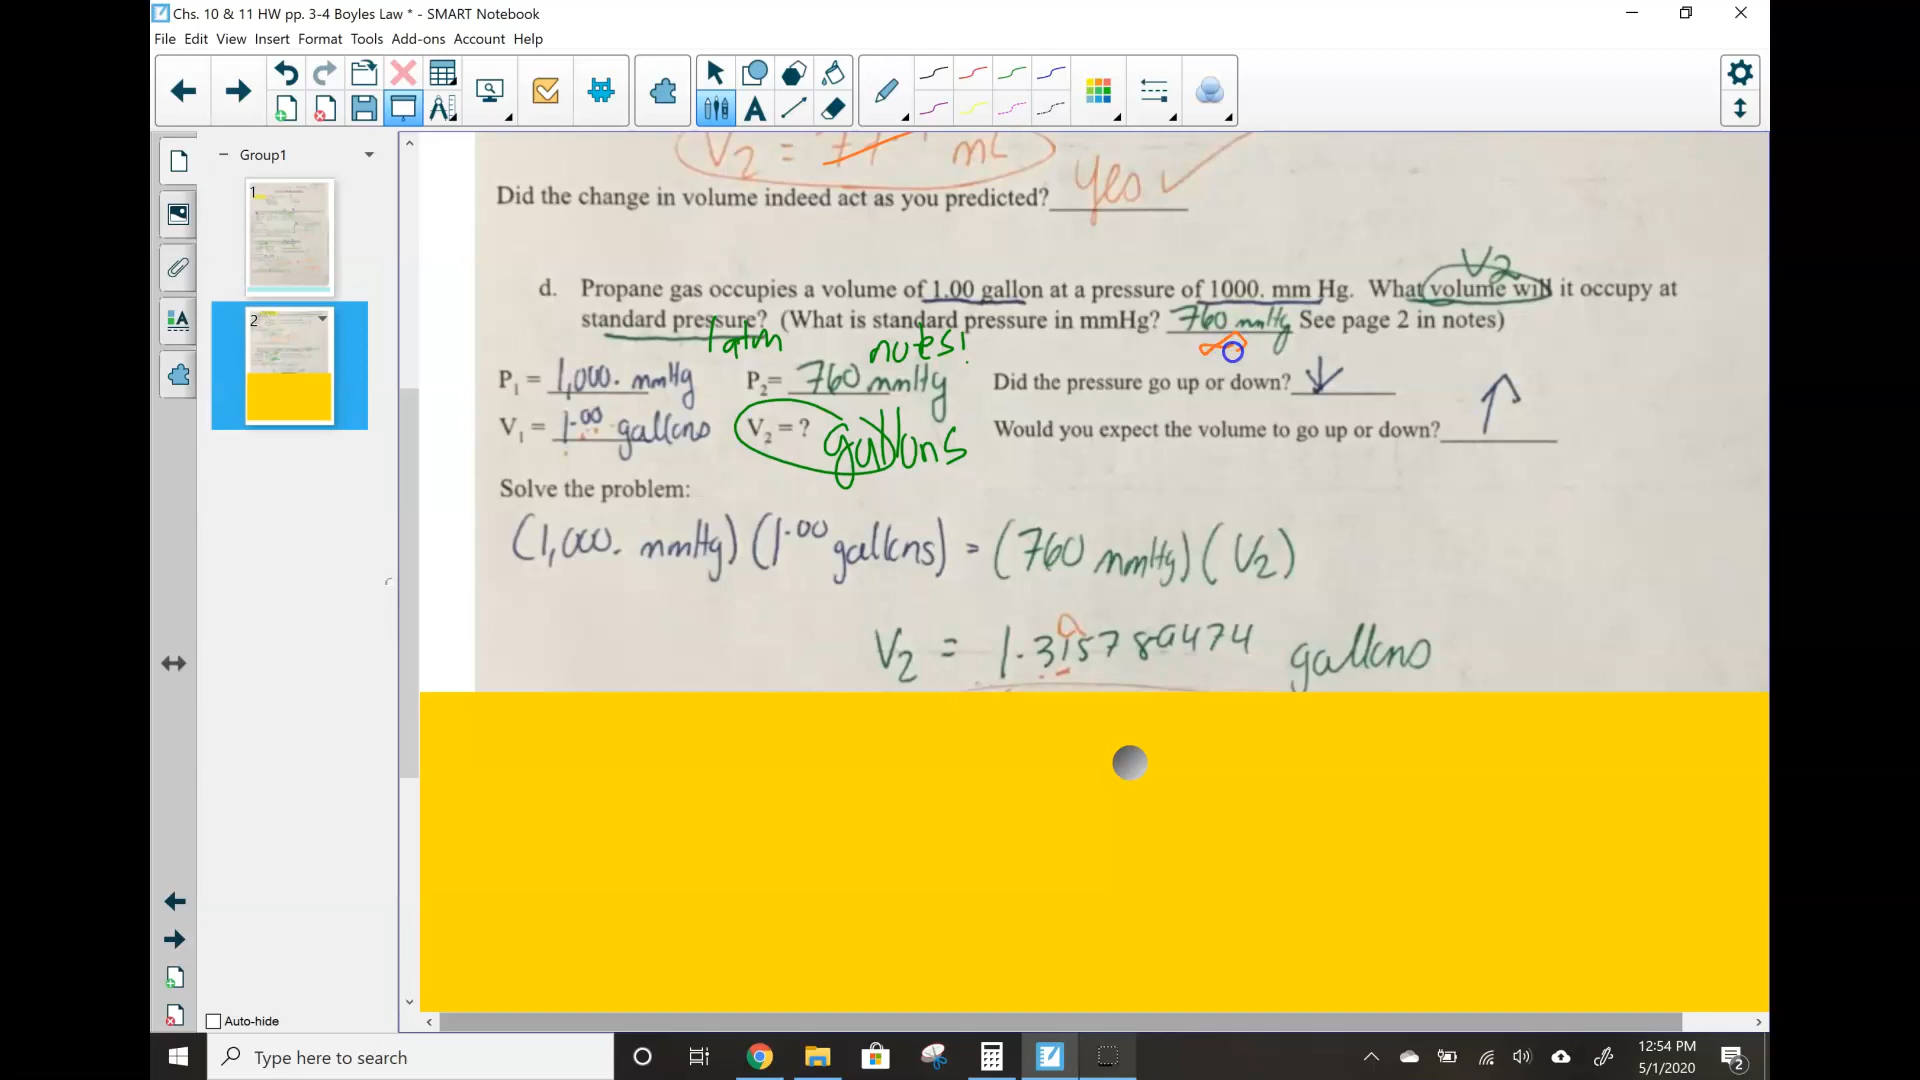 Chs. 10 & 11 HW pp. 3-4 Boyles Law * - SMART Notebook
File Edit View Insert Format Tools Add-ons Account Help
Group1
1
2
V2 = 77 mL
Did the change in volume indeed act as you predicted? yes ✓
V2
d. Propane gas occupies a volume of 1.00 gallon at a pressure of 1000. mm Hg. What volume will it occupy at
standard pressure? (What is standard pressure in mmHg? 760 mmHg See page 2 in notes)
1 atm notes!
P1 = 1,000. mmHg P2= 760 mmHg Did the pressure go up or down? ↓
V1 = 1.00 gallons V2 = ? gallons Would you expect the volume to go up or down? ↑
Solve the problem:
(1,000. mmHg) (1.00 gallons) = (760 mmHg) (V2)
V2 = 1.315789474 gallons
Auto-hide
Type here to search
12:54 PM
5/1/2020
2